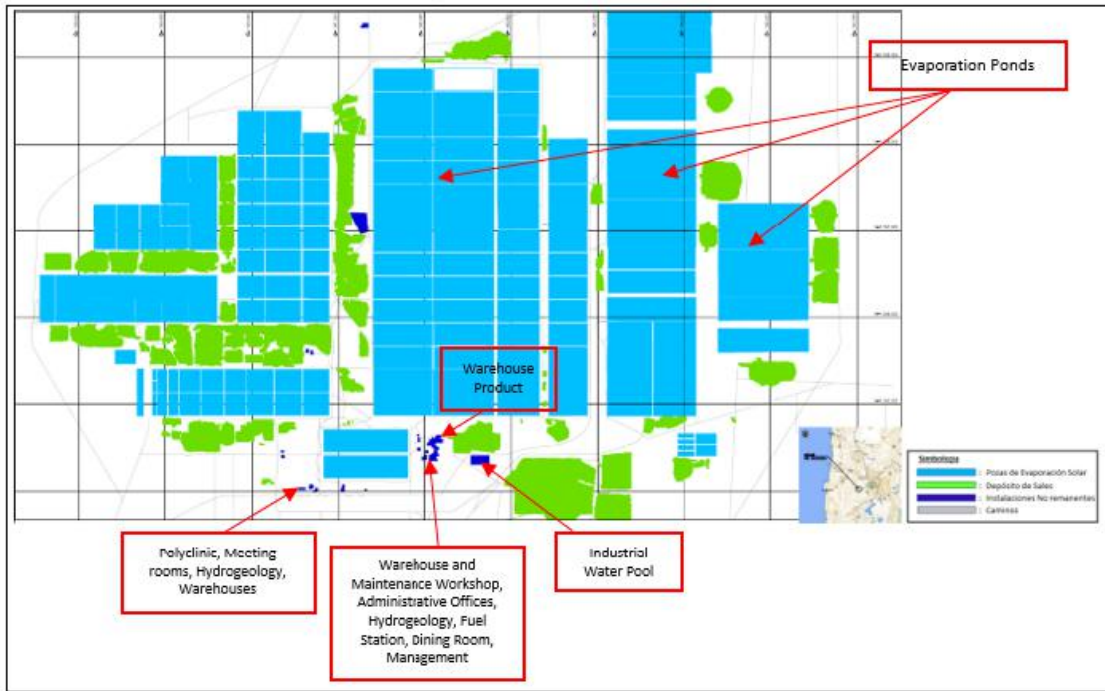 Evaporation Ponds
Warehouse
Product
Polyclinic, Meeting
rooms, Hydrogeology,
Warehouses
Warehouse and
Maintenance Workshop,
Administrative Offices,
Hydrogeology, Fuel
Station, Dining Room,
Management
Industrial
Water Pool
Simbología
: Pozas de Evaporación Solar
: Depósito de Sales
: Instalaciones No remanentes
: Caminos